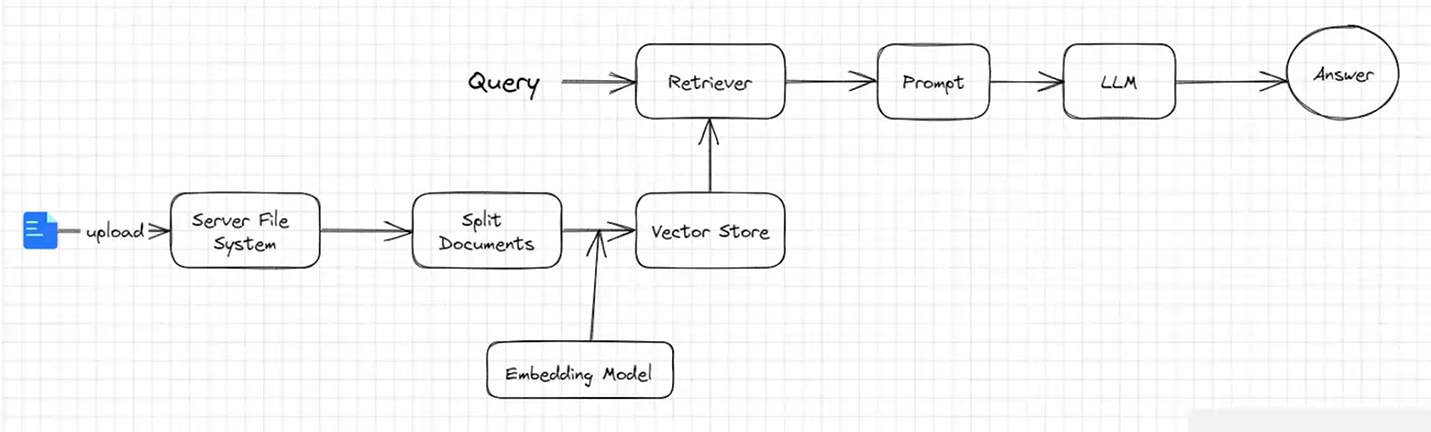 Query
Retriever
Prompt
LLM
Answer
upload
Server File
System
Split
Documents
Vector Store
Embedding Model